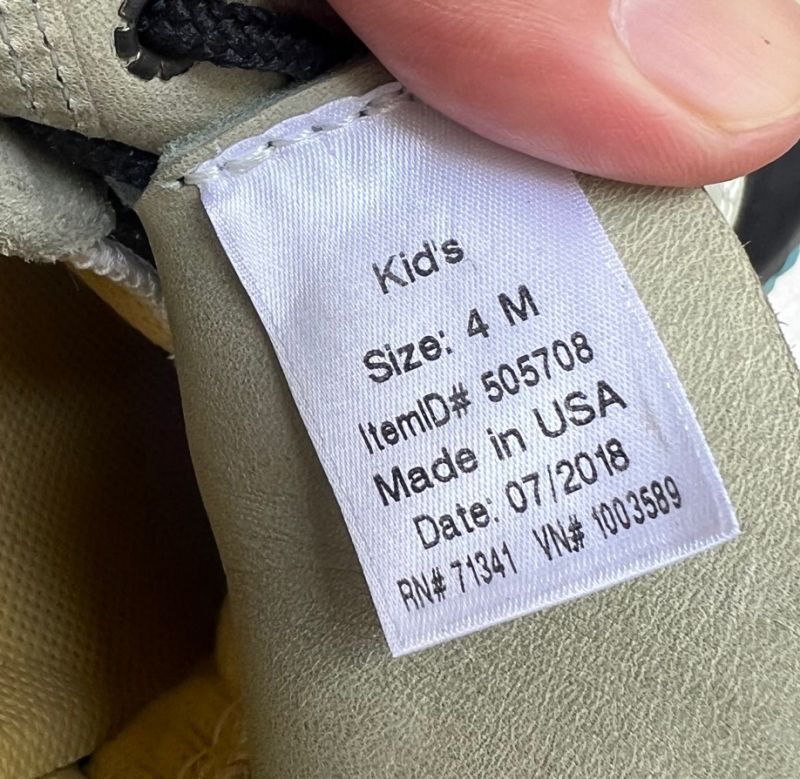 Kid's
Size: 4 M
ItemID# 505708
Made in USA
Date: 07/2018
RN# 71341 VN# 1003589